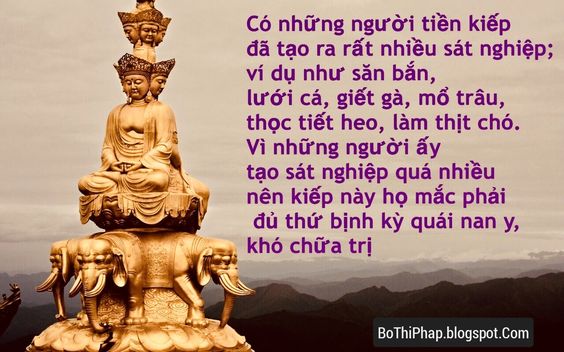 Có những người tiền kiếp
đã tạo ra rất nhiều sát nghiệp;
ví dụ như săn bắn,
lưới cá, giết gà, mổ trâu,
thọc tiết heo, làm thịt chó.
Vì những người ấy
tạo sát nghiệp quá nhiều
nên kiếp này họ mắc phải
đủ thứ bịnh kỳ quái nan y,
khó chữa trị
BoThiPhap.blogspot.Com